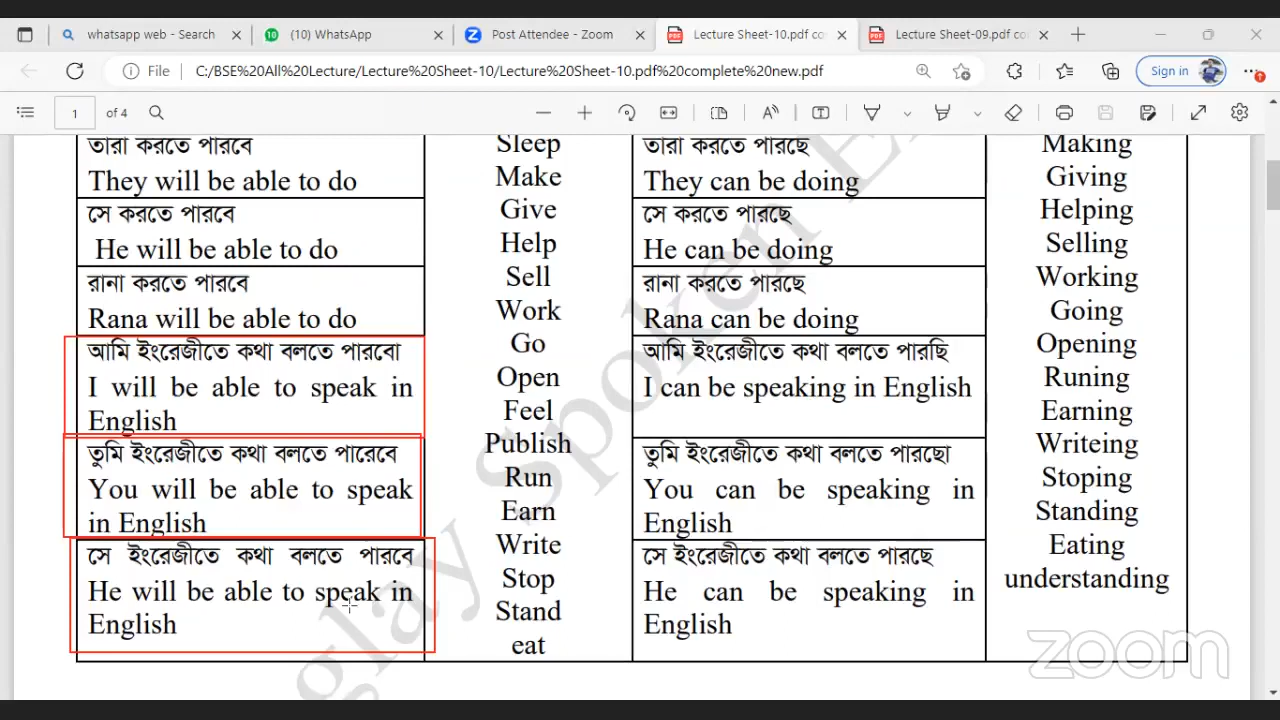 whatsapp web - Search
(10) WhatsApp
Post Attendee - Zoom
Lecture Sheet-10.pdf co
Lecture Sheet-09.pdf co
File
C:/BSE%20All%20Lecture/Lecture%20Sheet-10/Lecture%20Sheet-10.pdf%20complete%20new.pdf
Sign in
1 of 4
তারা করতে পারবে
They will be able to do
সে করতে পারবে
He will be able to do
রানা করতে পারবে
Rana will be able to do
আমি ইংরেজীতে কথা বলতে পারবো
I will be able to speak in
English
তুমি ইংরেজীতে কথা বলতে পারেবে
You will be able to speak
in English
সে ইংরেজীতে কথা বলতে পারবে
He will be able to speak in
English
Sleep
Make
Give
Help
Sell
Work
Go
Open
Feel
Publish
Run
Earn
Write
Stop
Stand
eat
তারা করতে পারছে
They can be doing
সে করতে পারছে
He can be doing
রানা করতে পারছে
Rana can be doing
আমি ইংরেজীতে কথা বলতে পারছি
I can be speaking in English
তুমি ইংরেজীতে কথা বলতে পারছো
You can be speaking in
English
সে ইংরেজীতে কথা বলতে পারছে
He can be speaking in
English
Making
Giving
Helping
Selling
Working
Going
Opening
Runing
Earning
Writeing
Stoping
Standing
Eating
understanding
glay Spoken E
zoom